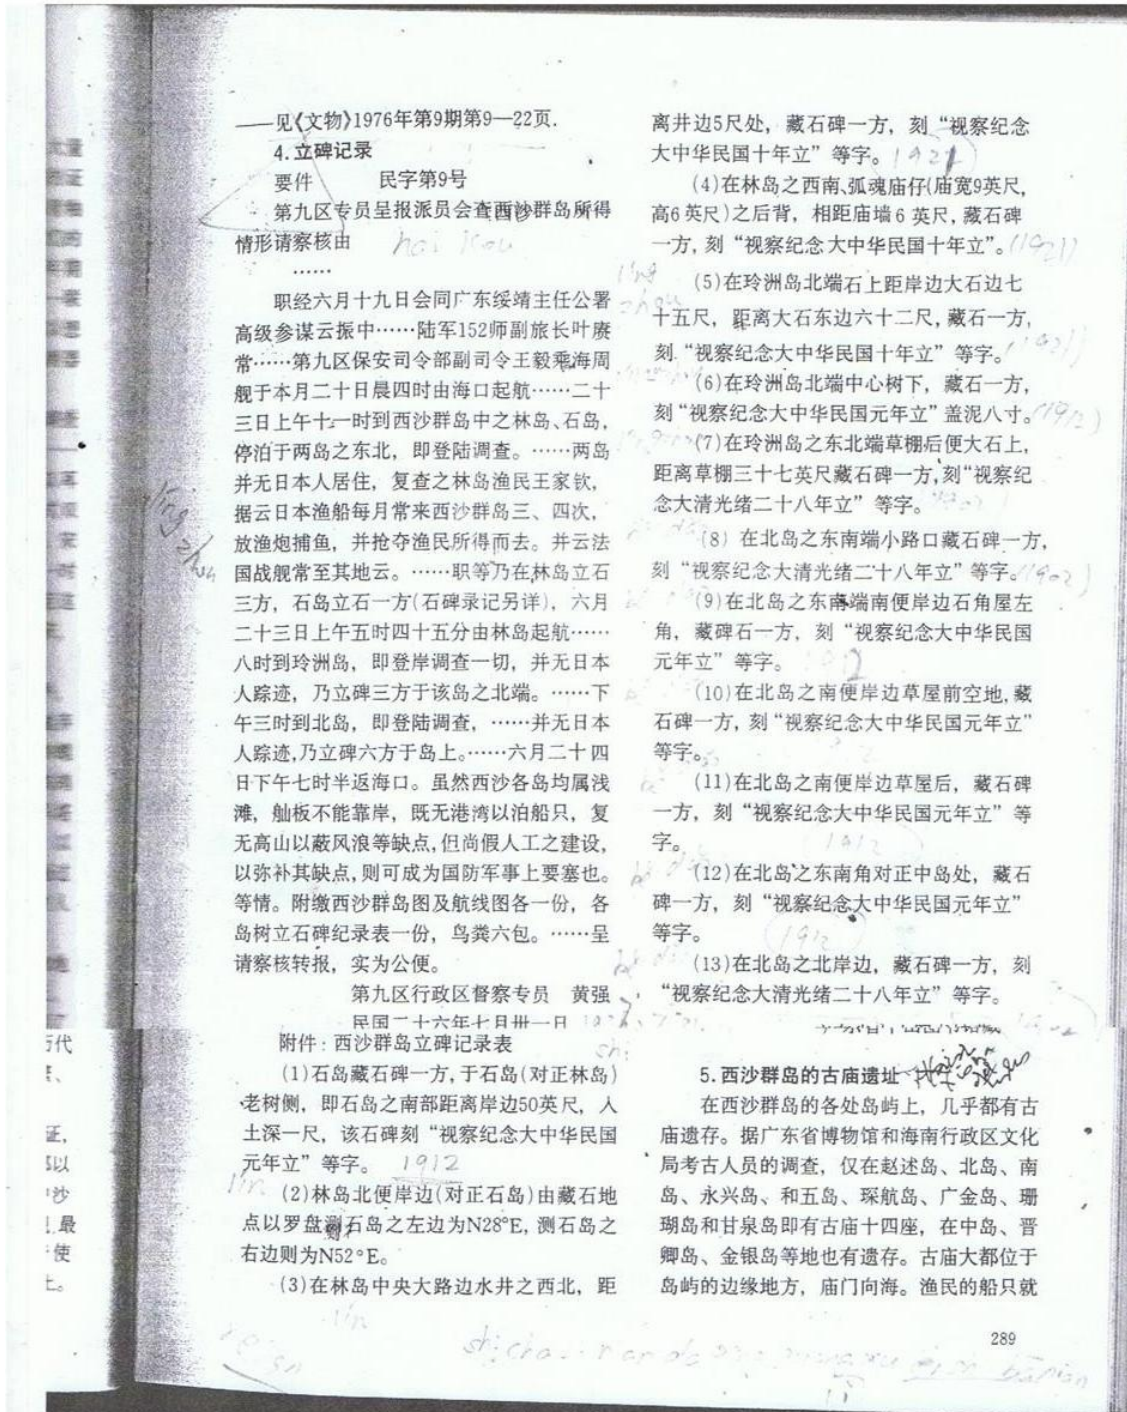 ——见《文物》1976年第9期第9—22页.
4.立碑记录
要件 民字第9号
第九区专员呈报派员会查西沙群岛所得
情形请察核由
hai kou
……
职经六月十九日会同广东绥靖主任公署
高级参谋云振中……陆军152师副旅长叶赓
常……第九区保安司令部副司令王毅乘海周
舰于本月二十日晨四时由海口起航……二十
三日上午十一时到西沙群岛中之林岛、石岛,
停泊于两岛之东北，即登陆调查。……两岛
并无日本人居住，复查之林岛渔民王家钦,
据云日本渔船每月常来西沙群岛三、四次,
放渔炮捕鱼，并抢夺渔民所得而去。并云法
国战舰常至其地云。……职等乃在林岛立石
三方，石岛立石一方(石碑录记另详)，六月
二十三日上午五时四十五分由林岛起航……
八时到玲洲岛，即登岸调查一切，并无日本
人踪迹，乃立碑三方于该岛之北端。……下
午三时到北岛，即登陆调查，……并无日本
人踪迹,乃立碑六方于岛上。……六月二十四
日下午七时半返海口。虽然西沙各岛均属浅
滩，舢板不能靠岸，既无港湾以泊船只，复
无高山以蔽风浪等缺点,但尚假人工之建设,
以弥补其缺点,则可成为国防军事上要塞也。
等情。附缴西沙群岛图及航线图各一份，各
岛树立石碑纪录表一份，鸟粪六包。……呈
请察核转报，实为公便。
第九区行政区督察专员 黄强
民国二十六年七月卅一日
附件：西沙群岛立碑记录表
(1)石岛藏石碑一方,于石岛(对正林岛)
老树侧，即石岛之南部距离岸边50英尺，人
土深一尺，该石碑刻“视察纪念大中华民国
元年立”等字。 1912
(2)林岛北便岸边(对正石岛)由藏石地
点以罗盘测石岛之左边为N28°E, 测石岛之
右边则为N52°E。
(3)在林岛中央大路边水井之西北，距
离井边5尺处，藏石碑一方，刻“视察纪念
大中华民国十年立”等字。 (1921)
(4)在林岛之西南、孤魂庙仔(庙宽9英尺,
高6英尺)之后背，相距庙墙6英尺, 藏石碑
一方, 刻“视察纪念大中华民国十年立”。(1921)
(5)在玲洲岛北端石上距岸边大石边七
十五尺，距离大石东边六十二尺, 藏石一方,
刻“视察纪念大中华民国十年立”等字。(1921)
(6)在玲洲岛北端中心树下，藏石一方,
刻“视察纪念大中华民国元年立”盖泥八寸。(1912)
(7)在玲洲岛之东北端草棚后便大石上,
距离草棚三十七英尺藏石碑一方,刻“视察纪
念大清光绪二十八年立”等字。 1902
(8) 在北岛之东南端小路口藏石碑一方,
刻“视察纪念大清光绪二十八年立”等字。(1902)
(9)在北岛之东南端南便岸边石角屋左
角，藏碑石一方，刻“视察纪念大中华民国
元年立”等字。 1912
(10)在北岛之南便岸边草屋前空地,藏
石碑一方, 刻“视察纪念大中华民国元年立”
等字。
(11)在北岛之南便岸边草屋后，藏石碑
一方，刻“视察纪念大中华民国元年立”等
字。 1912
(12)在北岛之东南角对正中岛处，藏石
碑一方，刻“视察纪念大中华民国元年立”
等字。 1912
(13)在北岛之北岸边，藏石碑一方，刻
“视察纪念大清光绪二十八年立”等字。
1902
5.西沙群岛的古庙遗址
在西沙群岛的各处岛屿上，几乎都有古
庙遗存。据广东省博物馆和海南行政区文化
局考古人员的调查，仅在赵述岛、北岛、南
岛、永兴岛、和五岛、琛航岛、广金岛、珊
瑚岛和甘泉岛即有古庙十四座，在中岛、晋
卿岛、金银岛等地也有遗存。古庙大都位于
岛屿的边缘地方，庙门向海。渔民的船只就
289